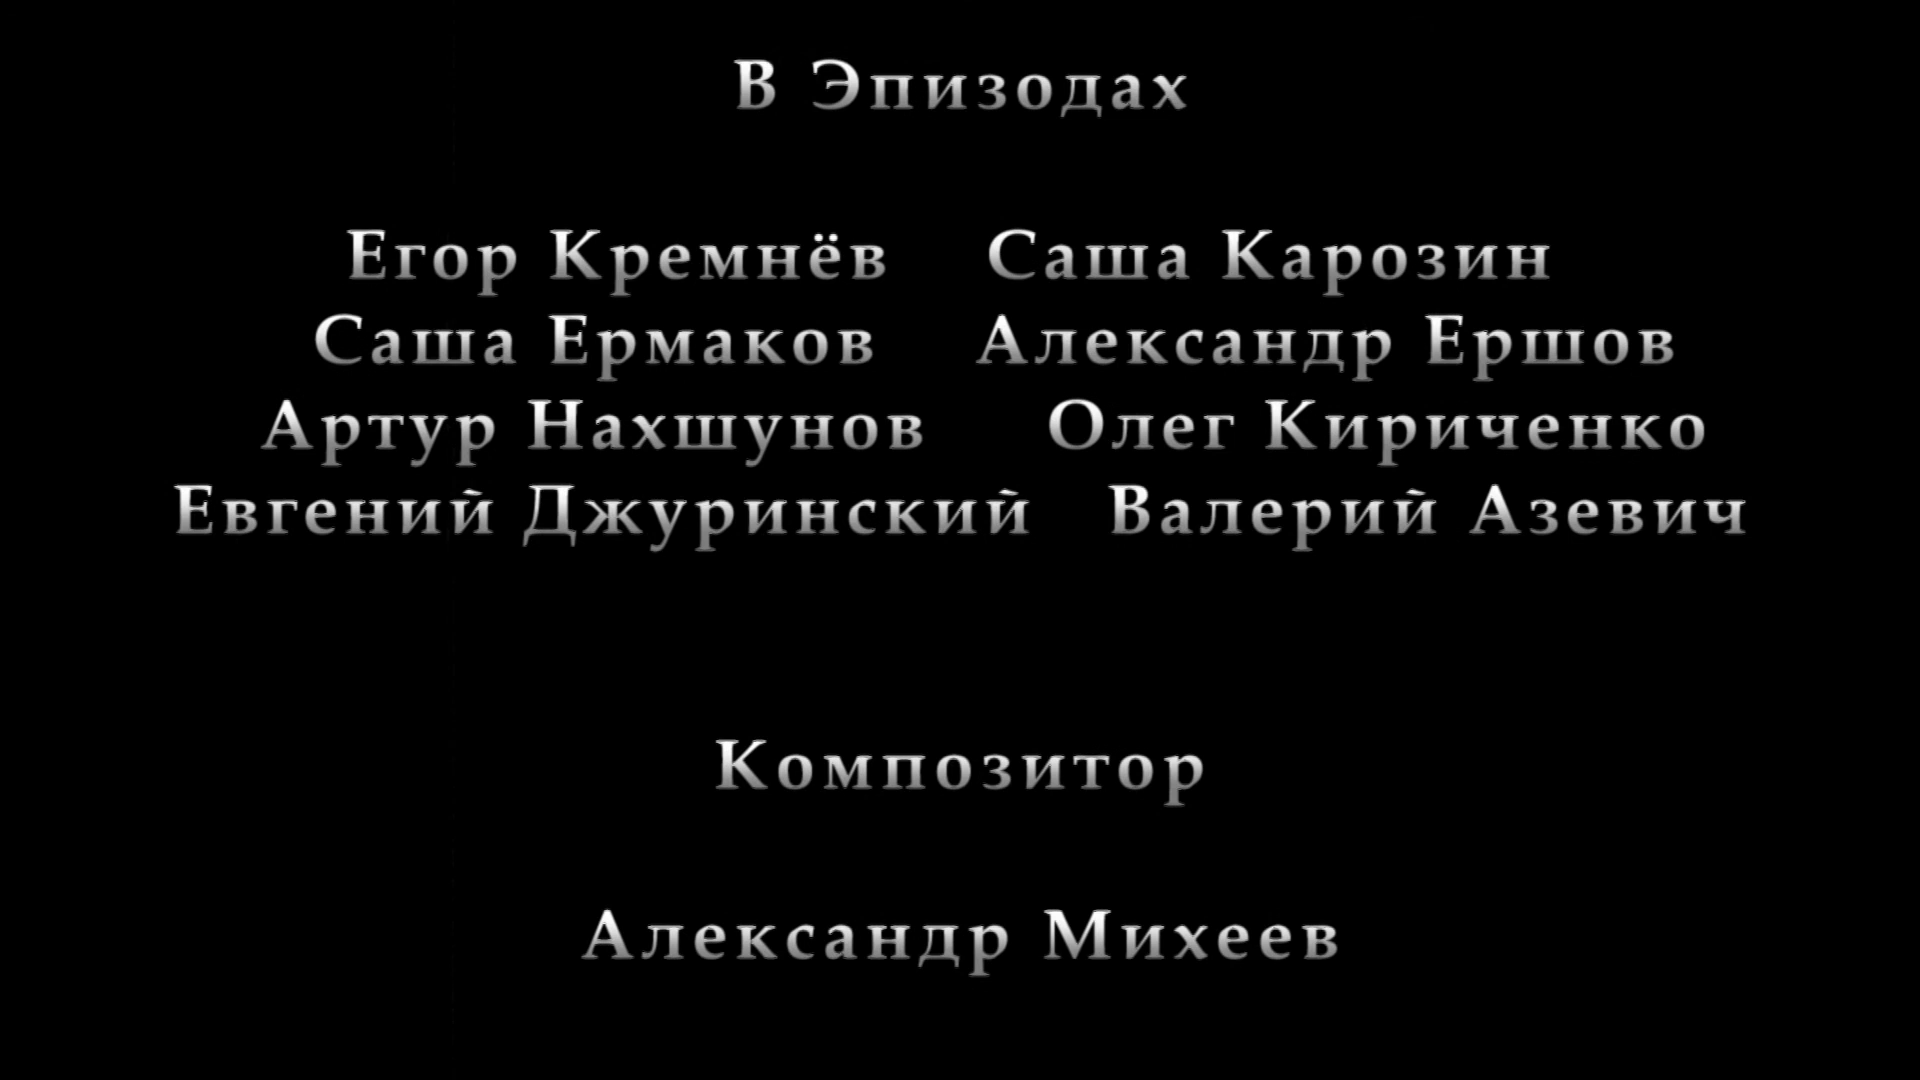 В Эпизодах
Егор Кремнёв Саша Карозин
Саша Ермаков Александр Ершов
Артур Нахшунов Олег Кириченко
Евгений Джуринский Валерий Азевич
Композитор
Александр Михеев